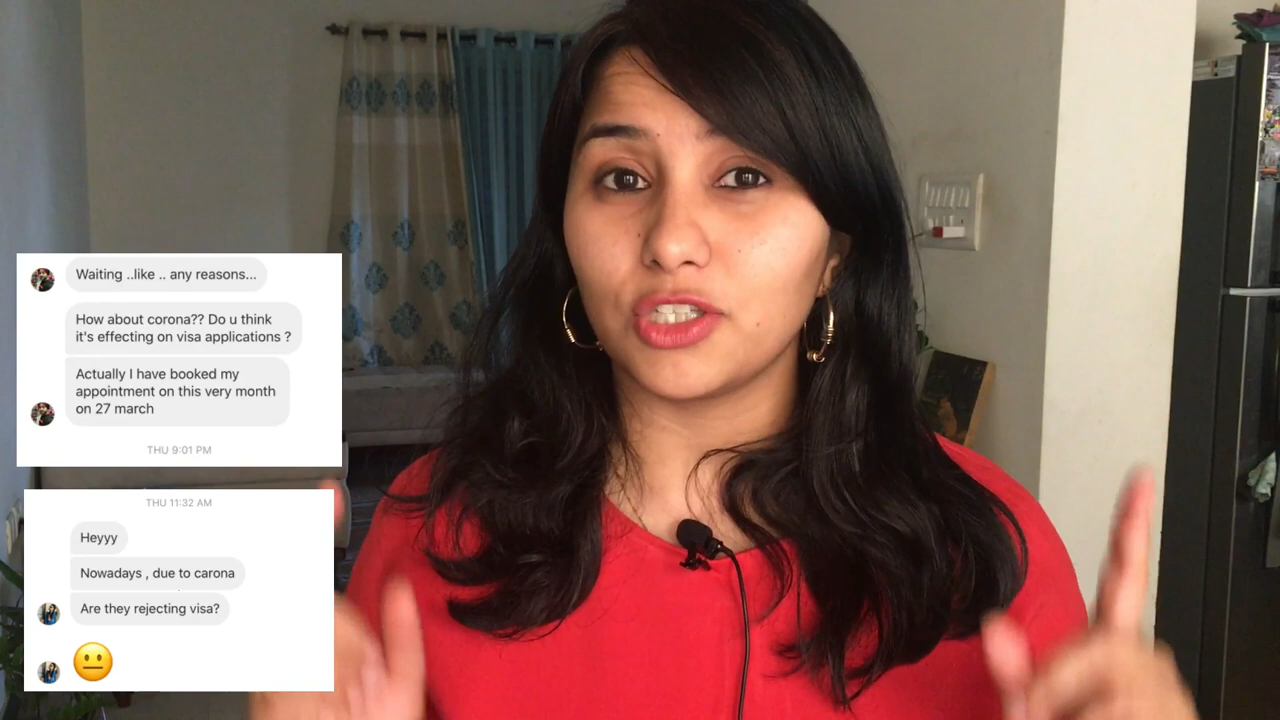 Waiting ..like .. any reasons...
How about corona?? Do u think
it's effecting on visa applications ?
Actually I have booked my
appointment on this very month
on 27 march
THU 9:01 PM
THU 11:32 AM
Heyyy
Nowadays , due to carona
Are they rejecting visa?